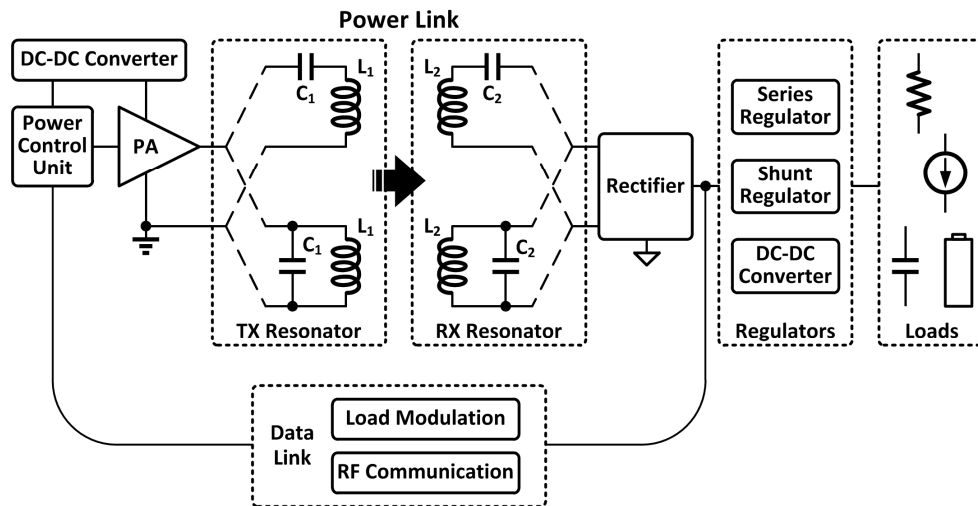 Power Link
DC-DC Converter
Power
Control
Unit
PA
C₁
L₁
C₁
L₁
TX Resonator
L₂
C₂
L₂
C₂
RX Resonator
Rectifier
Series
Regulator
Shunt
Regulator
DC-DC
Converter
Regulators
Loads
Data
Link
Load Modulation
RF Communication